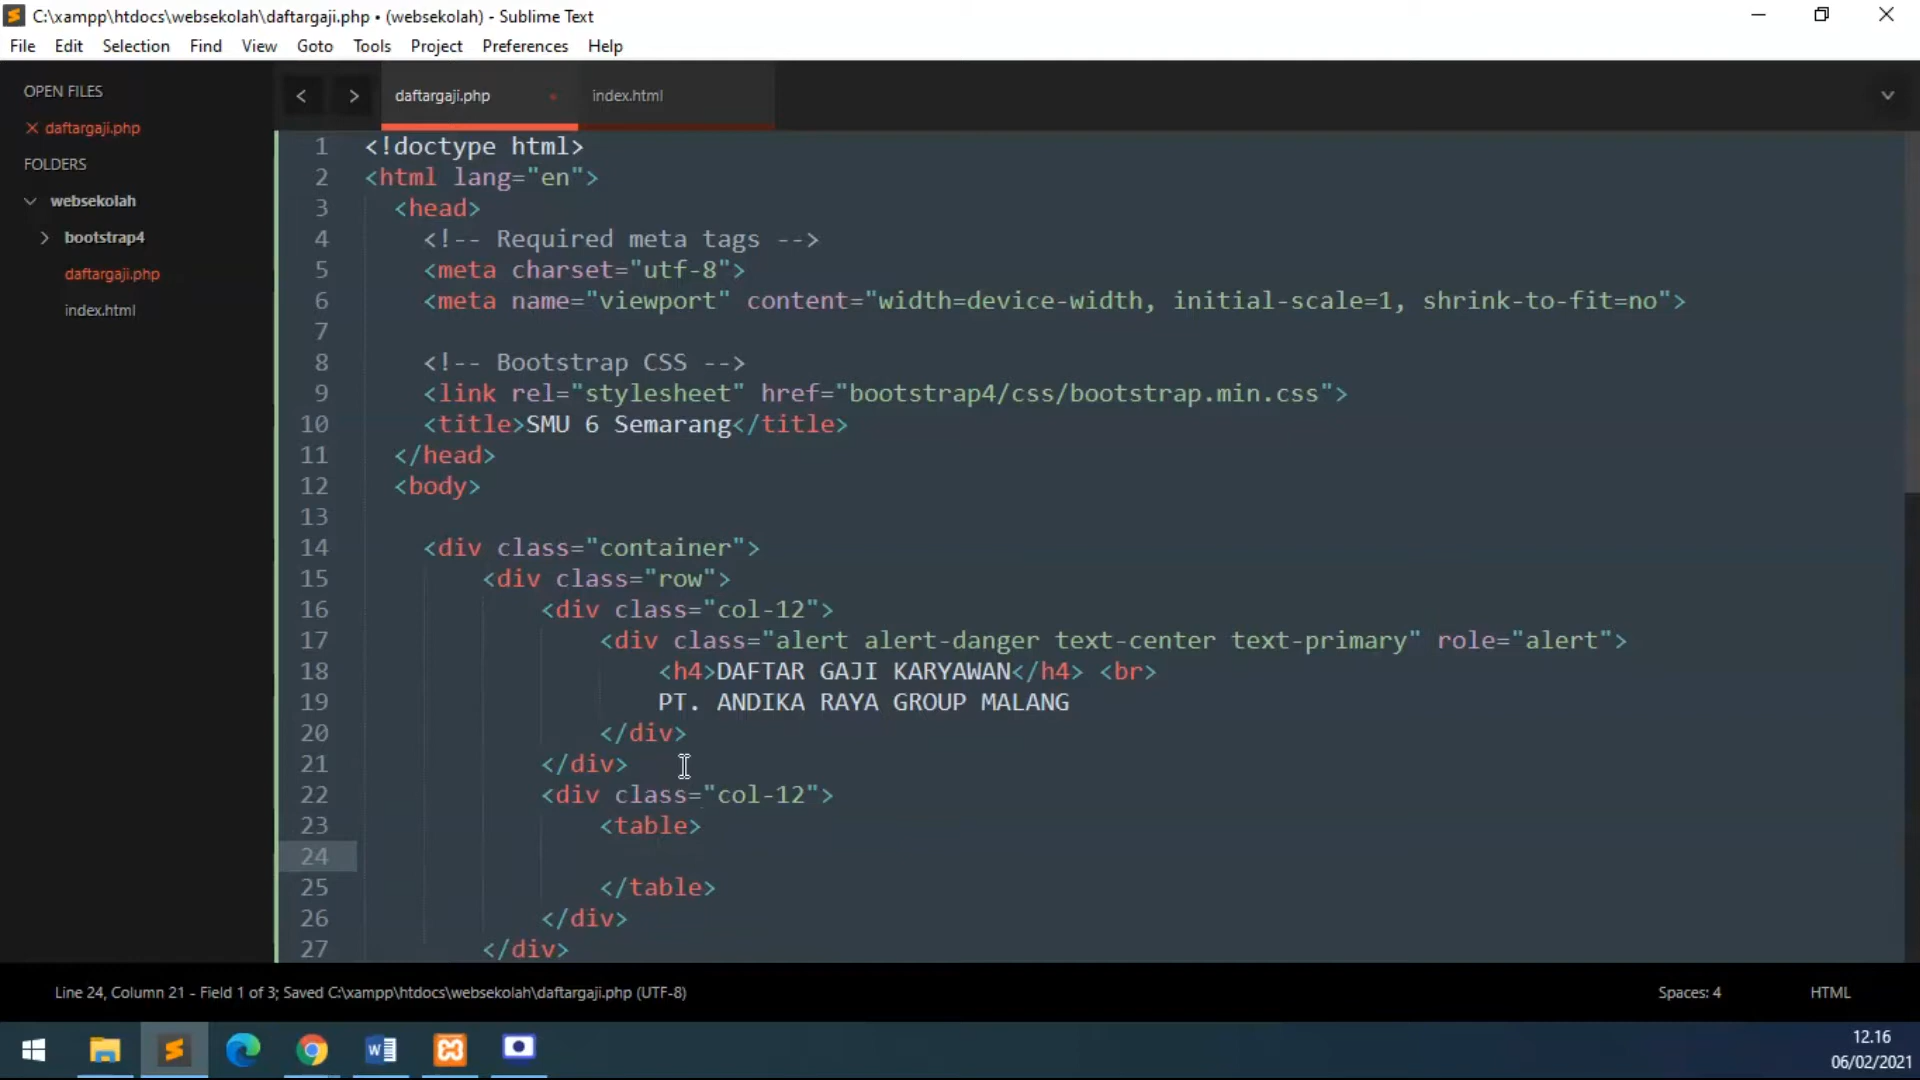 C:\xampp\htdocs\websekolah\daftargaji.php • (websekolah) - Sublime Text
File Edit Selection Find View Goto Tools Project Preferences Help
OPEN FILES
daftargaji.php
FOLDERS
websekolah
bootstrap4
daftargaji.php
index.html
daftargaji.php index.html
1 <!doctype html>
2 <html lang="en">
3 <head>
4 <!-- Required meta tags -->
5 <meta charset="utf-8">
6 <meta name="viewport" content="width=device-width, initial-scale=1, shrink-to-fit=no">
7
8 <!-- Bootstrap CSS -->
9 <link rel="stylesheet" href="bootstrap4/css/bootstrap.min.css">
10 <title>SMU 6 Semarang</title>
11 </head>
12 <body>
13
14 <div class="container">
15 <div class="row">
16 <div class="col-12">
17 <div class="alert alert-danger text-center text-primary" role="alert">
18 <h4>DAFTAR GAJI KARYAWAN</h4> <br>
19 PT. ANDIKA RAYA GROUP MALANG
20 </div>
21 </div>
22 <div class="col-12">
23 <table>
24
25 </table>
26 </div>
27 </div>
Line 24, Column 21 - Field 1 of 3; Saved C:\xampp\htdocs\websekolah\daftargaji.php (UTF-8) Spaces: 4 HTML
12.16
06/02/2021